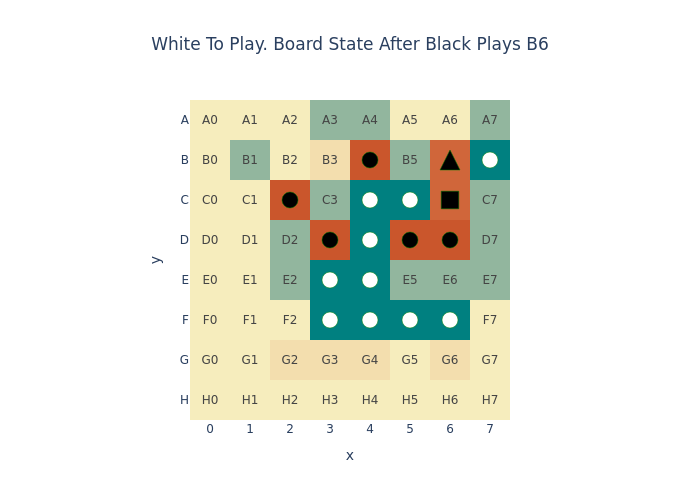 White To Play. Board State After Black Plays B6
A A0 A1 A2 A3 A4 A5 A6 A7
B B0 B1 B2 B3 B5
C C0 C1 C3 C7
D D0 D1 D2 D7
E E0 E1 E2 E5 E6 E7
F F0 F1 F2 F7
G G0 G1 G2 G3 G4 G5 G6 G7
H H0 H1 H2 H3 H4 H5 H6 H7
0 1 2 3 4 5 6 7
x
y